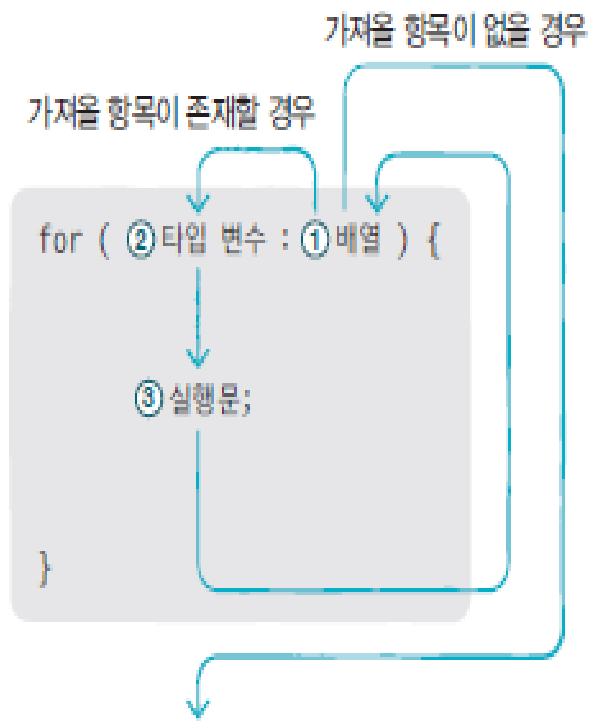 가져올 항목이 없을 경우
가져올 항목이 존재할 경우
for ( ② 타입 변수 : ① 배열 ) {
③ 실행문;
}